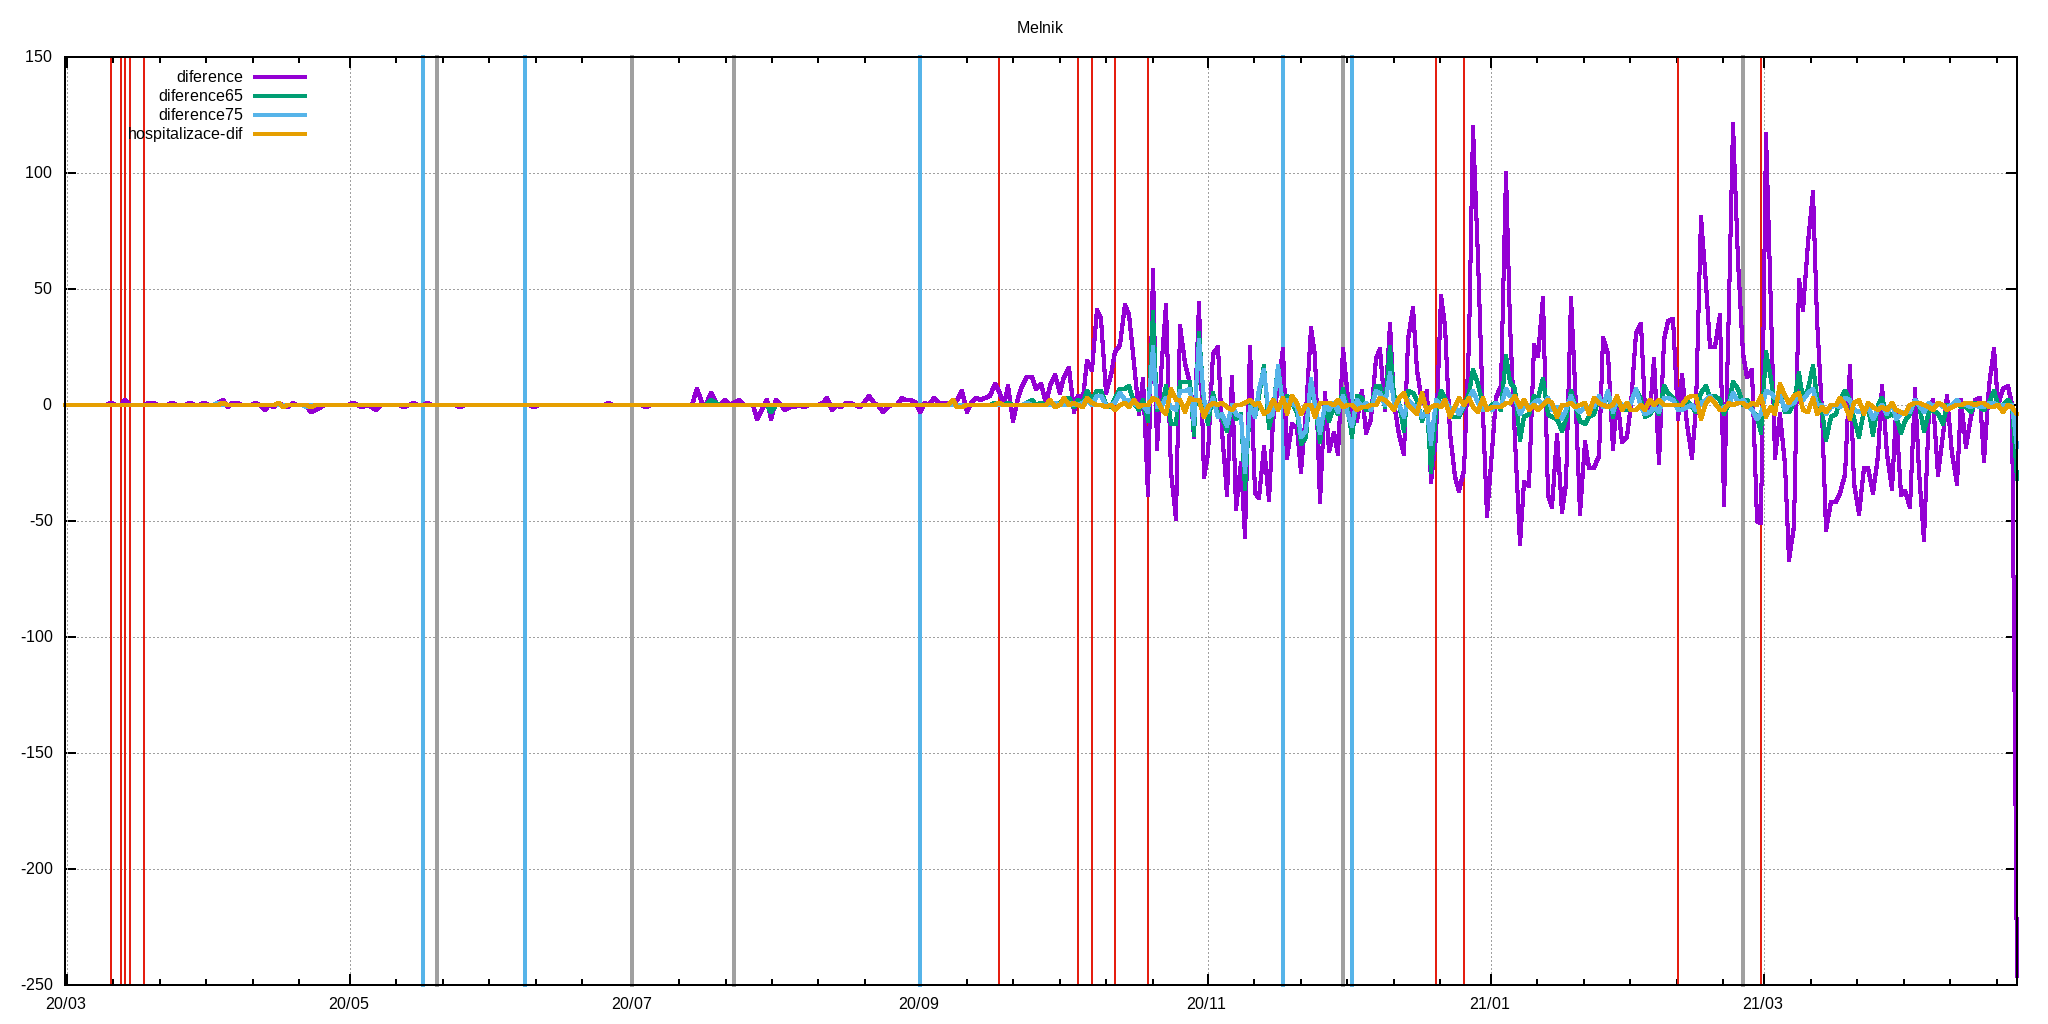 Melnik
150
diference
diference65
diference75
hospitalizace-dif
100
50
0
-50
-100
-150
-200
-250
20/03 20/05 20/07 20/09 20/11 21/01 21/03